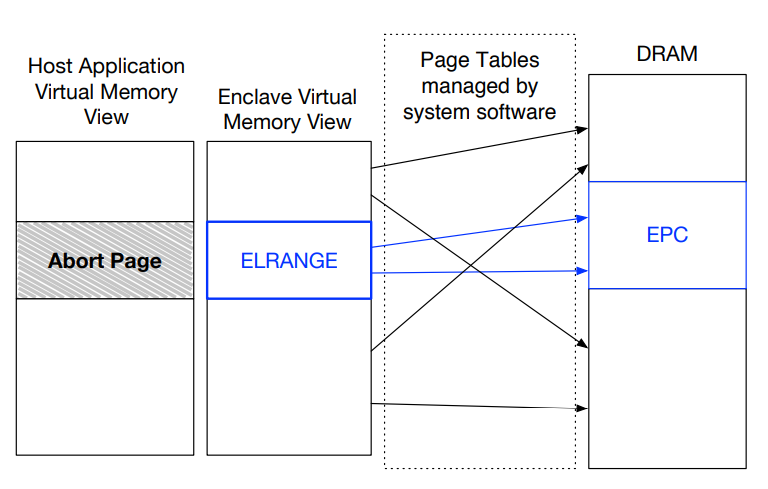 Host Application
Virtual Memory
View
Enclave Virtual
Memory View
Page Tables
managed by
system software
DRAM
Abort Page
ELRANGE
EPC